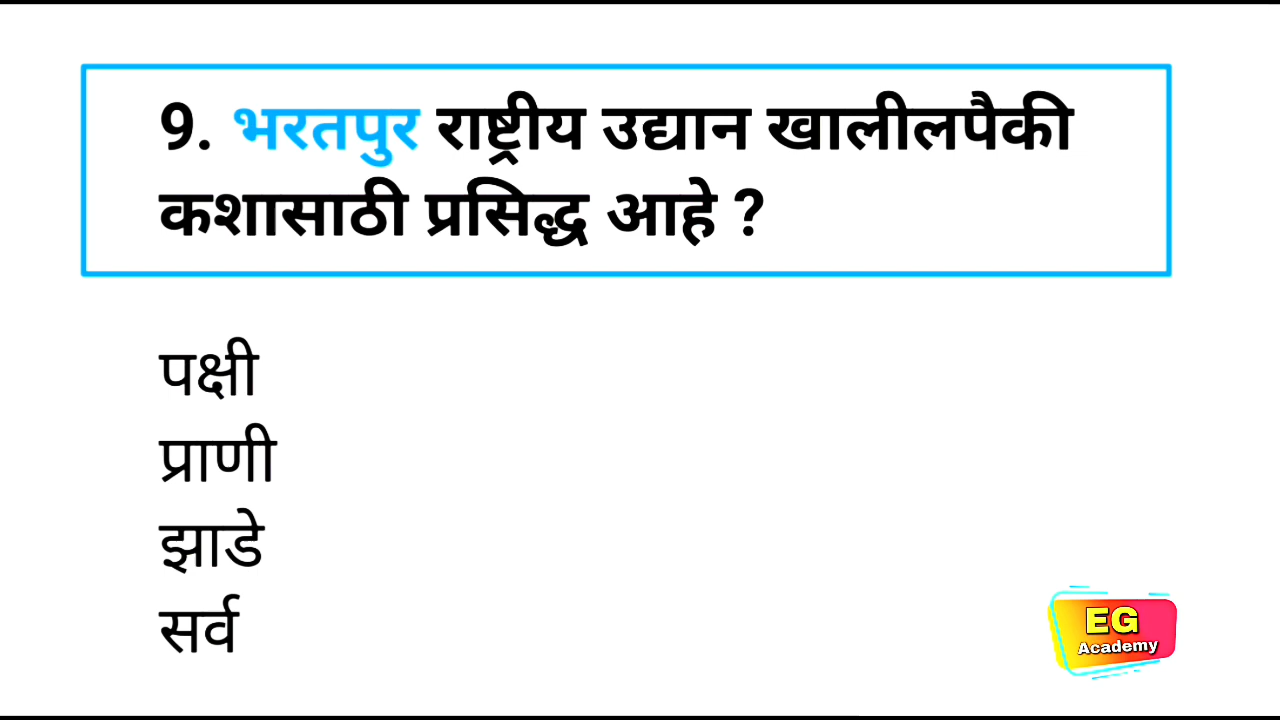 9. भरतपुर राष्ट्रीय उद्यान खालीलपैकी
कशासाठी प्रसिद्ध आहे ?
पक्षी
प्राणी
झाडे
सर्व
EG
Academy